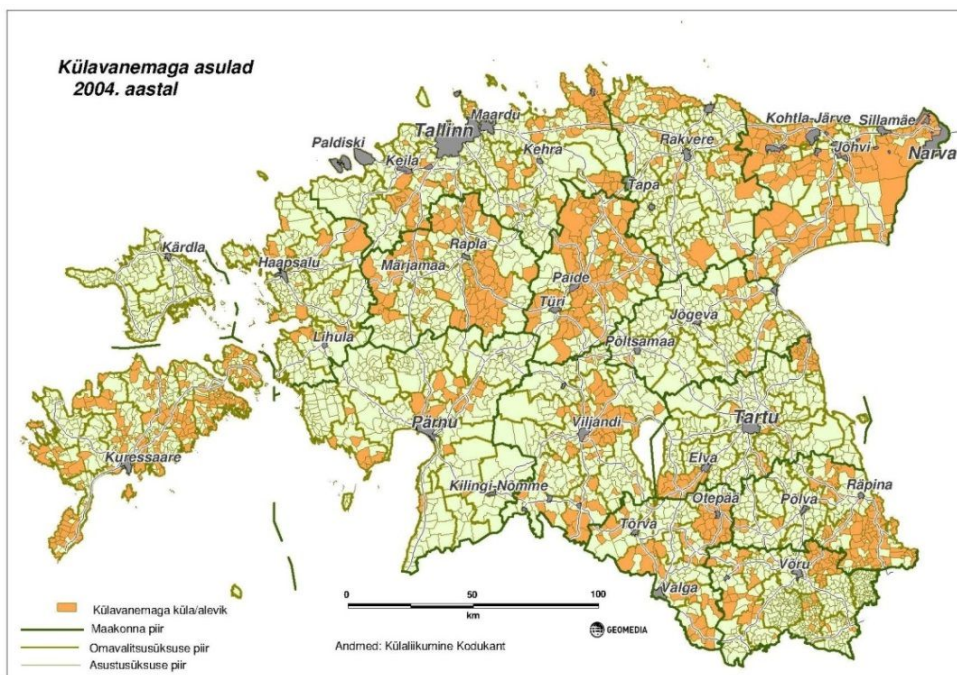 Külavanemaga asulad
2004. aastal
Maardu
Tallinn
Paldiski
Keila
Kehra
Rakvere
Tapa
Kohtla-Järve
Sillamäe
Jõhvi
Narva
Kärdla
Haapsalu
Märjamaa
Rapla
Paide
Türi
Jõgeva
Põltsamaa
Lihula
Pärnu
Viljandi
Tartu
Kuressaare
Kilingi-Nõmme
Elva
Otepää
Põlva
Räpina
Tõrva
Valga
Võru
0 50 100
km
GEOMEDIA
Andmed: Külaliikumine Kodukant
Külavanemaga küla/alevik
Maakonna piir
Omavalitsusüksuse piir
Asustusüksuse piir